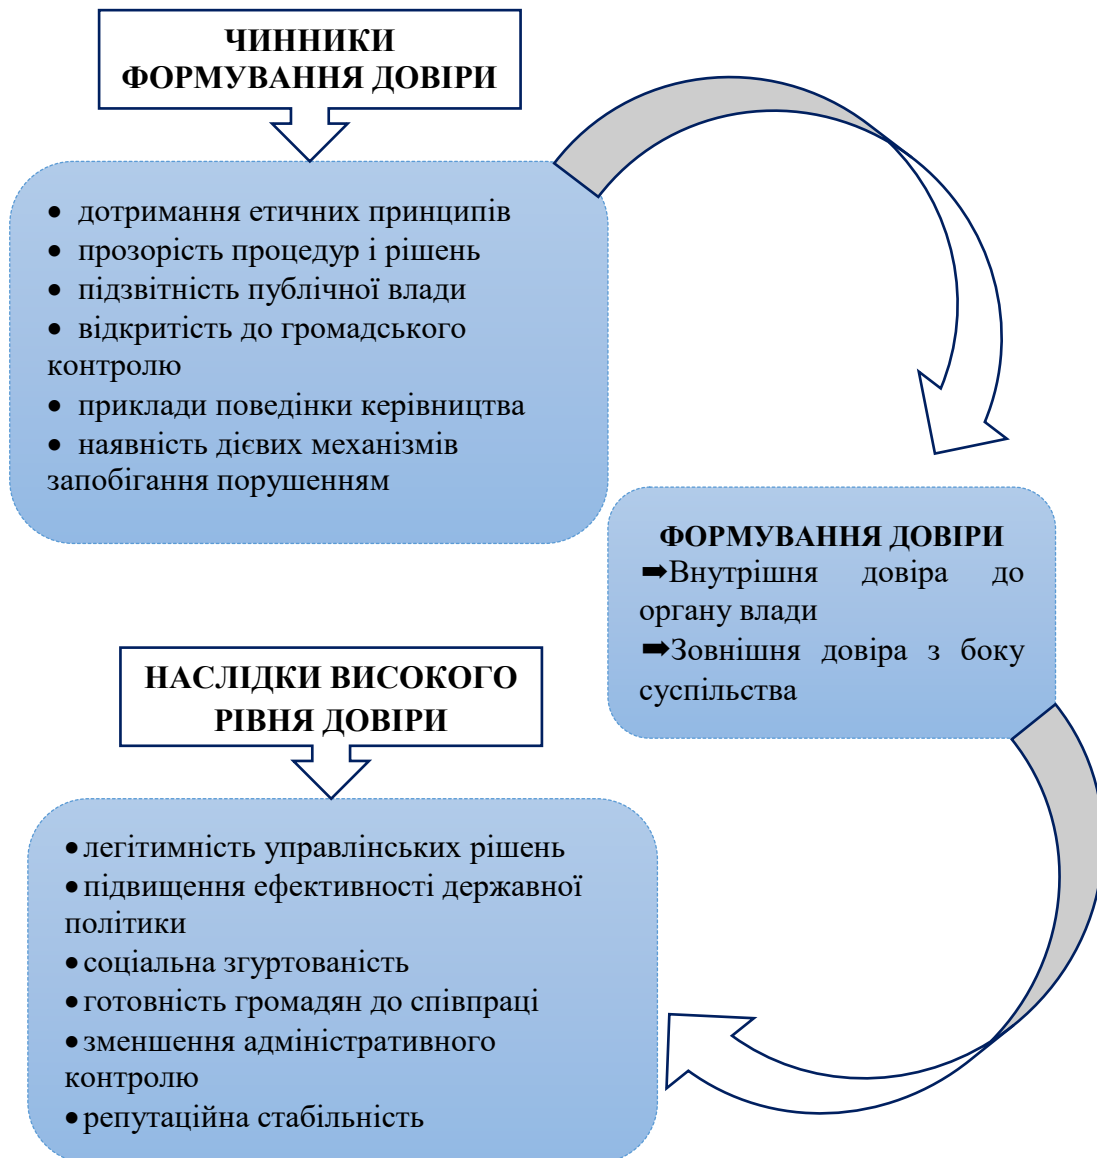 ЧИННИКИ
ФОРМУВАННЯ ДОВІРИ
• дотримання етичних принципів
• прозорість процедур і рішень
• підзвітність публічної влади
• відкритість до громадського
контролю
• приклади поведінки керівництва
• наявність дієвих механізмів
запобігання порушенням
ФОРМУВАННЯ ДОВІРИ
➡Внутрішня довіра до
органу влади
➡Зовнішня довіра з боку
суспільства
НАСЛІДКИ ВИСОКОГО
РІВНЯ ДОВІРИ
• легітимність управлінських рішень
• підвищення ефективності державної
політики
• соціальна згуртованість
• готовність громадян до співпраці
• зменшення адміністративного
контролю
• репутаційна стабільність